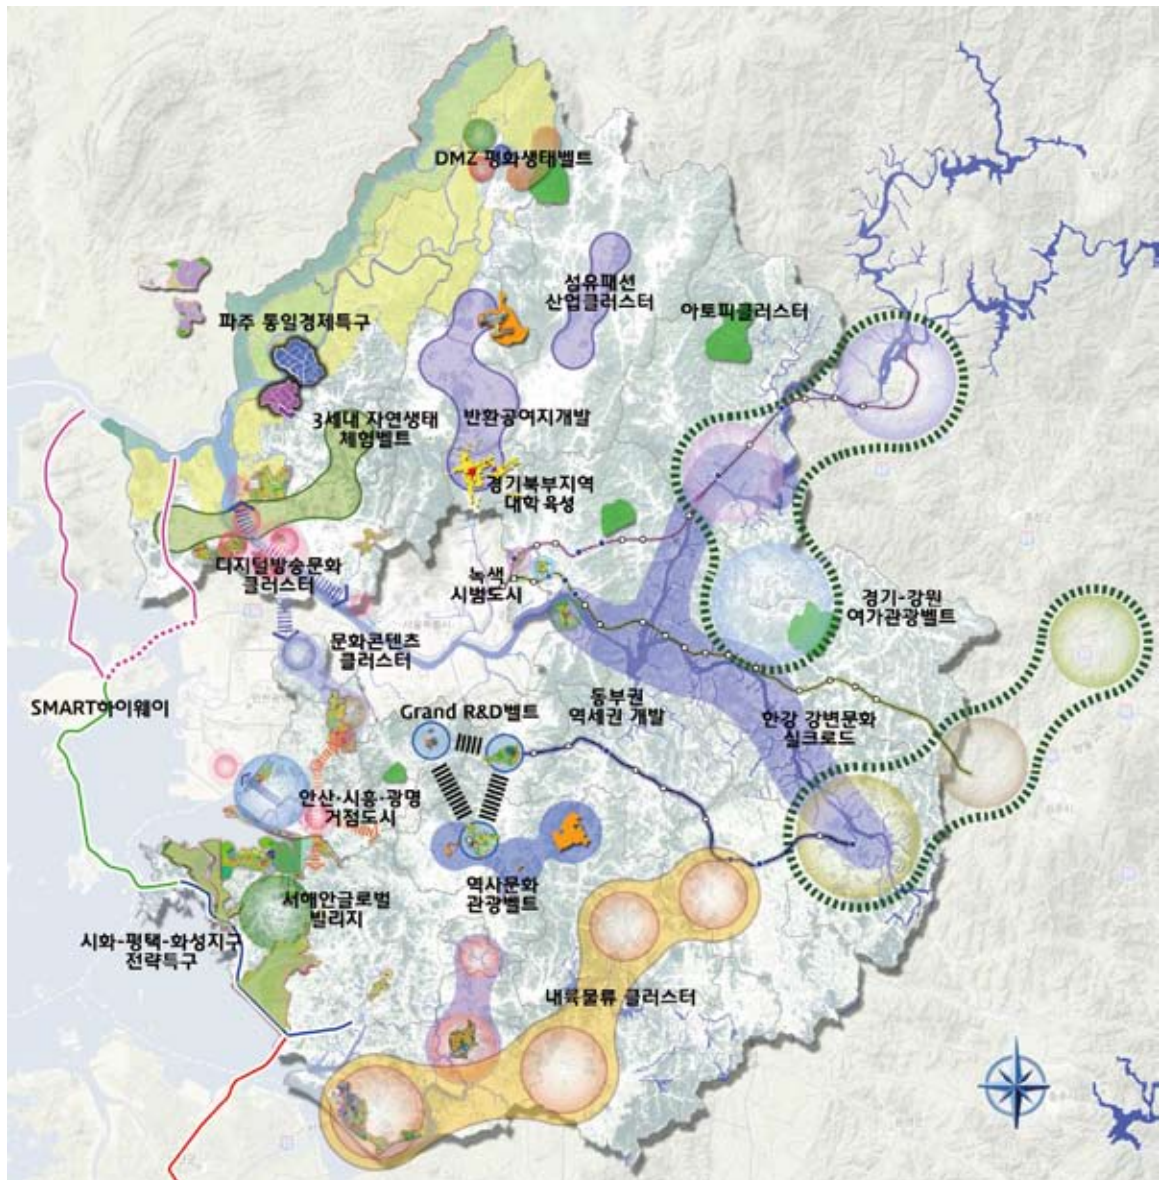 DMZ 평화생태벨트
섬유패션
산업클러스터
아토피클러스터
파주 통일경제특구
3세대 자연생태
체험벨트
반환공여지개발
경기북부지역
대학 육성
디지털방송문화
클러스터
녹색
시범도시
경기-강원
여가관광벨트
문화콘텐츠
클러스터
SMART하이웨이
Grand R&D벨트
동부권
역세권 개발
한강 강변문화
실크로드
안산·시흥·광명
거점도시
역사문화
관광벨트
서해안글로벌
빌리지
시화-평택-화성지구
전략특구
내륙물류 클러스터